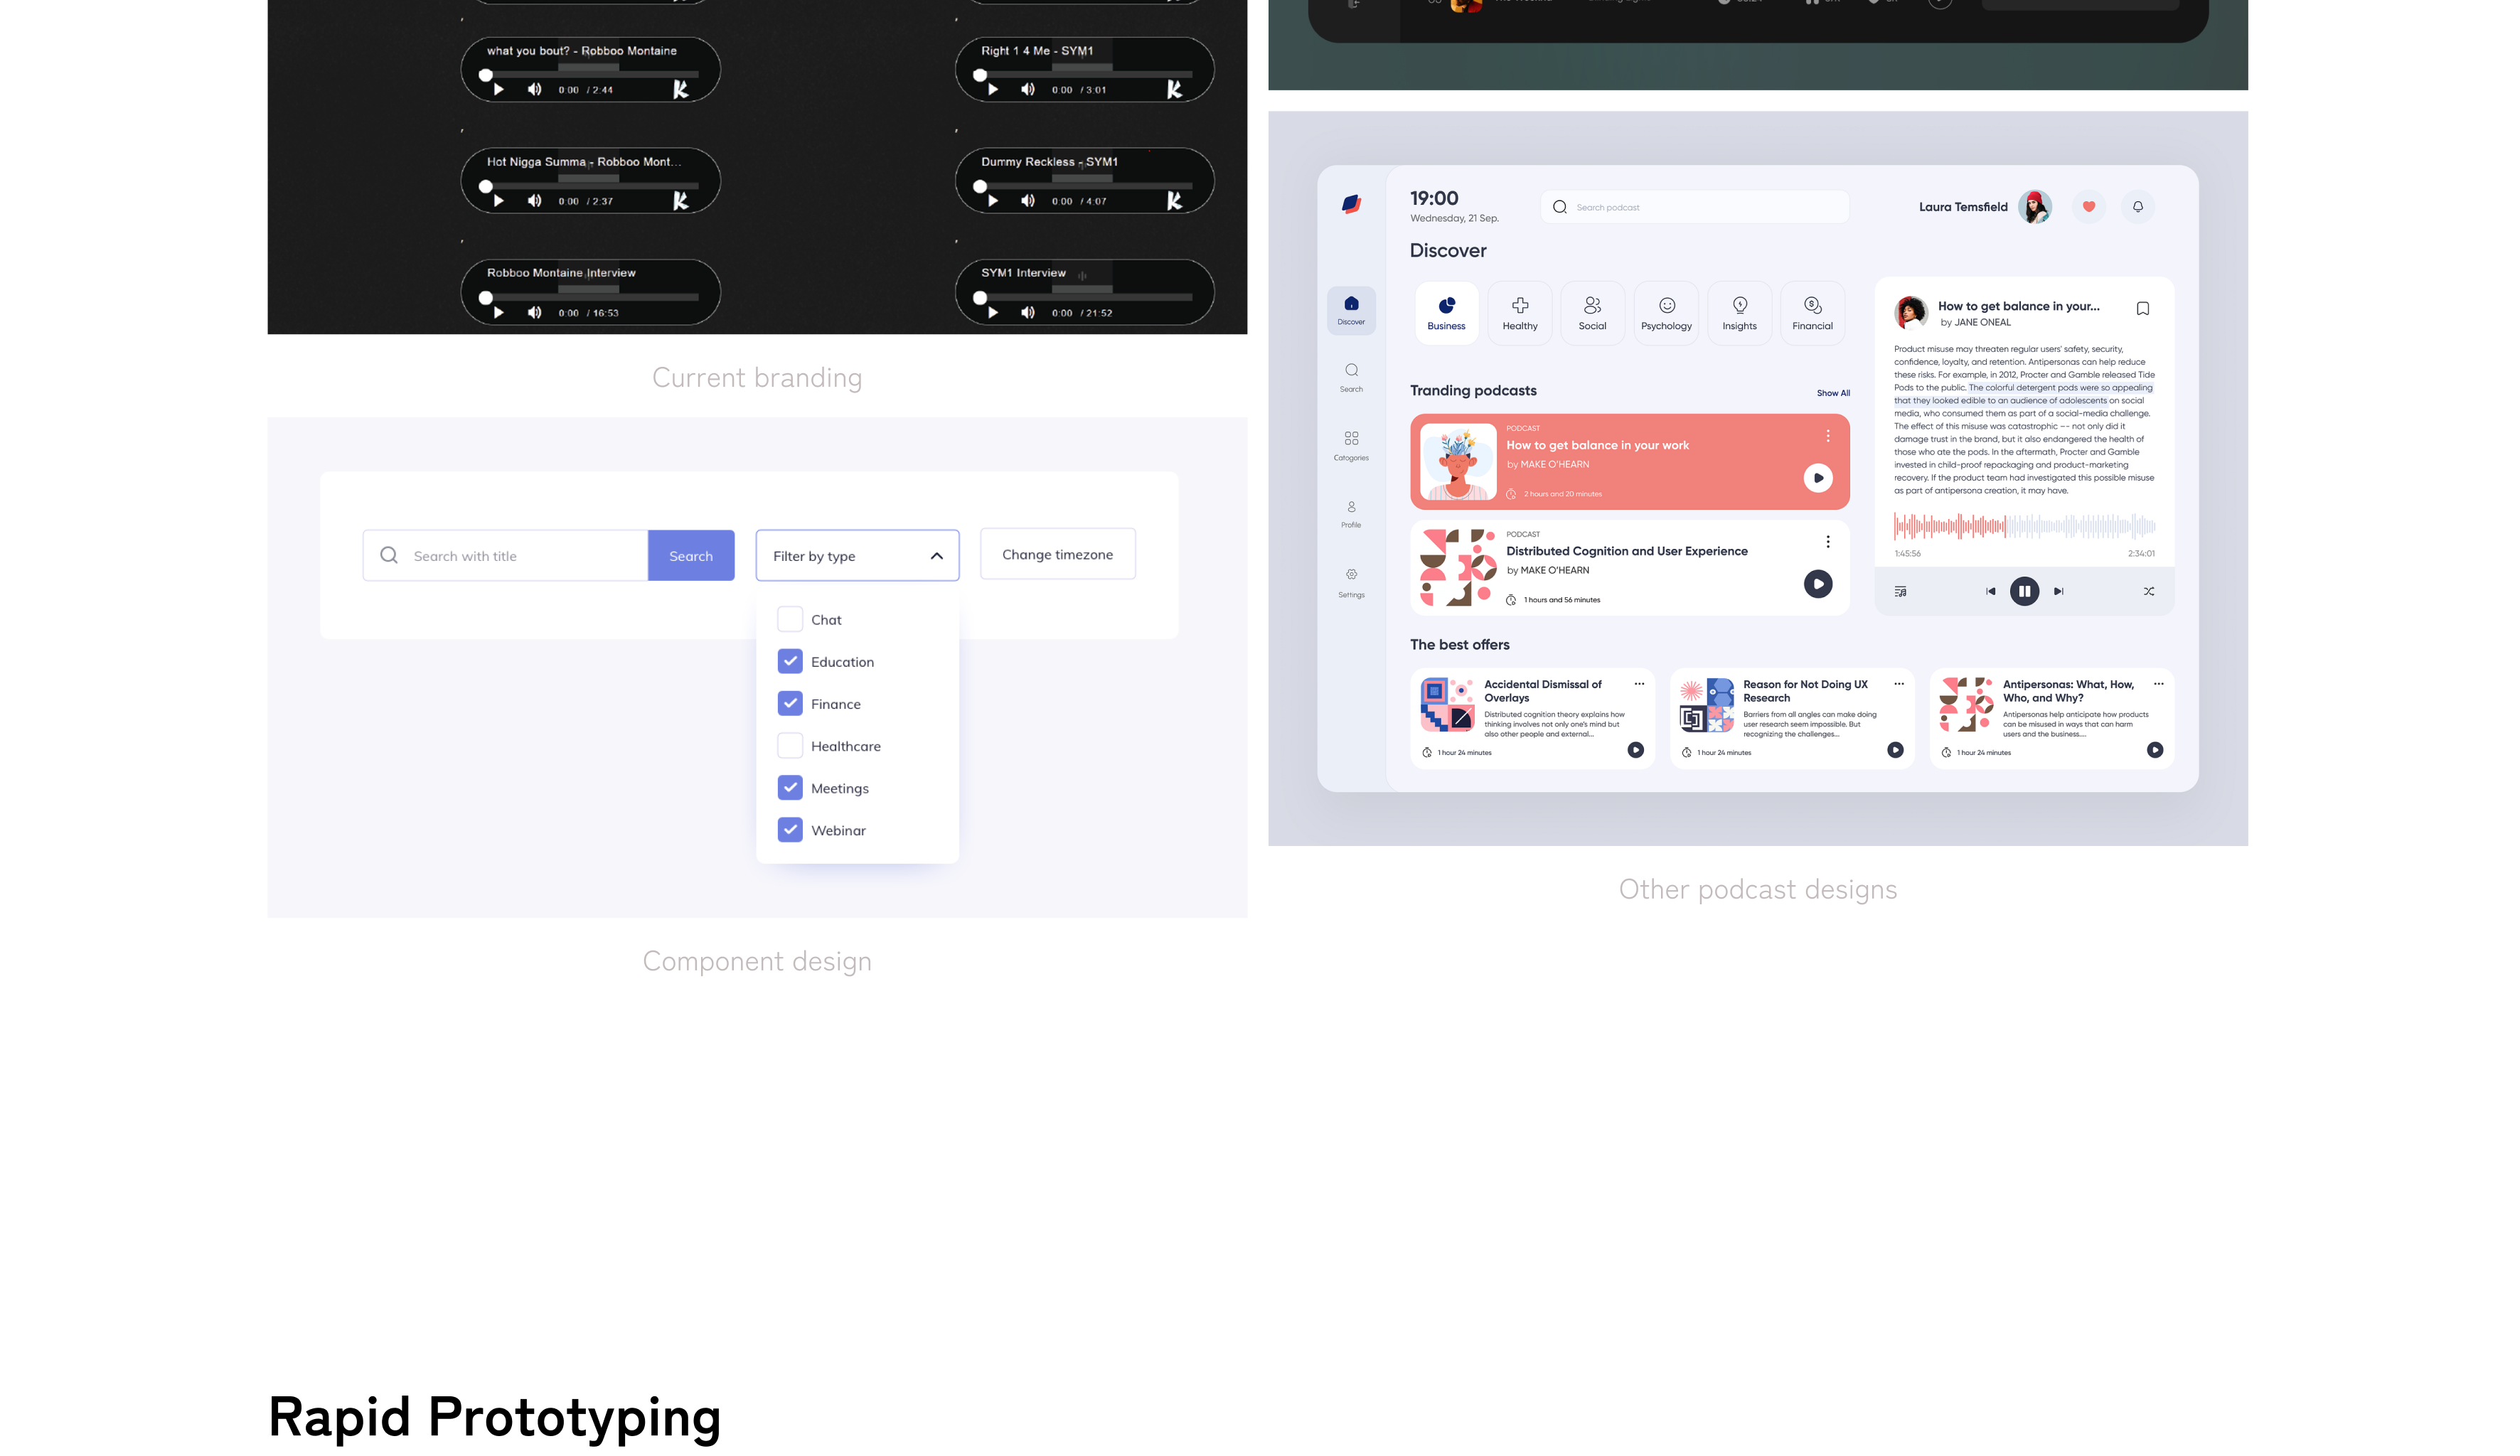 what you bout? - Robboo Montaine
0:00 / 2:44
Right 1 4 Me - SYM1
0:00 / 3:01
,
,
Hot Nigga Summa - Robboo Mont...
0:00 / 2:37
Dummy Reckless - SYM1
0:00 / 4:07
,
,
Robboo Montaine Interview
0:00 / 16:53
SYM1 Interview
0:00 / 21:52
Current branding
Search with title
Search
Filter by type
Change timezone
Chat
Education
Finance
Healthcare
Meetings
Webinar
Component design
19:00
Wednesday, 21 Sep.
Search podcast
Laura Temsfield
Discover
Discover
Search
Catogories
Profile
Settings
Business
Healthy
Social
Psychology
Insights
Financial
Tranding podcasts
Show All
PODCAST
How to get balance in your work
by MAKE O'HEARN
2 hours and 20 minutes
PODCAST
Distributed Cognition and User Experience
by MAKE O'HEARN
1 hours and 56 minutes
How to get balance in your...
by JANE ONEAL
Product misuse may threaten regular users' safety, security,
confidence, loyalty, and retention. Antipersonas can help reduce
these risks. For example, in 2012, Procter and Gamble released Tide
Pods to the public. The colorful detergent pods were so appealing
that they looked edible to an audience of adolescents on social
media, who consumed them as part of a social-media challenge.
The effect of this misuse was catastrophic –- not only did it
damage trust in the brand, but it also endangered the health of
those who ate the pods. In the aftermath, Procter and Gamble
invested in child-proof repackaging and product-marketing
recovery. If the product team had investigated this possible misuse
as part of antipersona creation, it may have.
1:45:56
2:34:01
The best offers
Accidental Dismissal of
Overlays
Distributed cognition theory explains how
thinking involves not only one's mind but
also other people and external...
1 hour 24 minutes
Reason for Not Doing UX
Research
Barriers from all angles can make doing
user research seem impossible. But
recognizing the challenges...
1 hour 24 minutes
Antipersonas: What, How,
Who, and Why?
Antipersonas help anticipate how products
can be misused in ways that can harm
users and the business....
1 hour 24 minutes
Other podcast designs
Rapid Prototyping